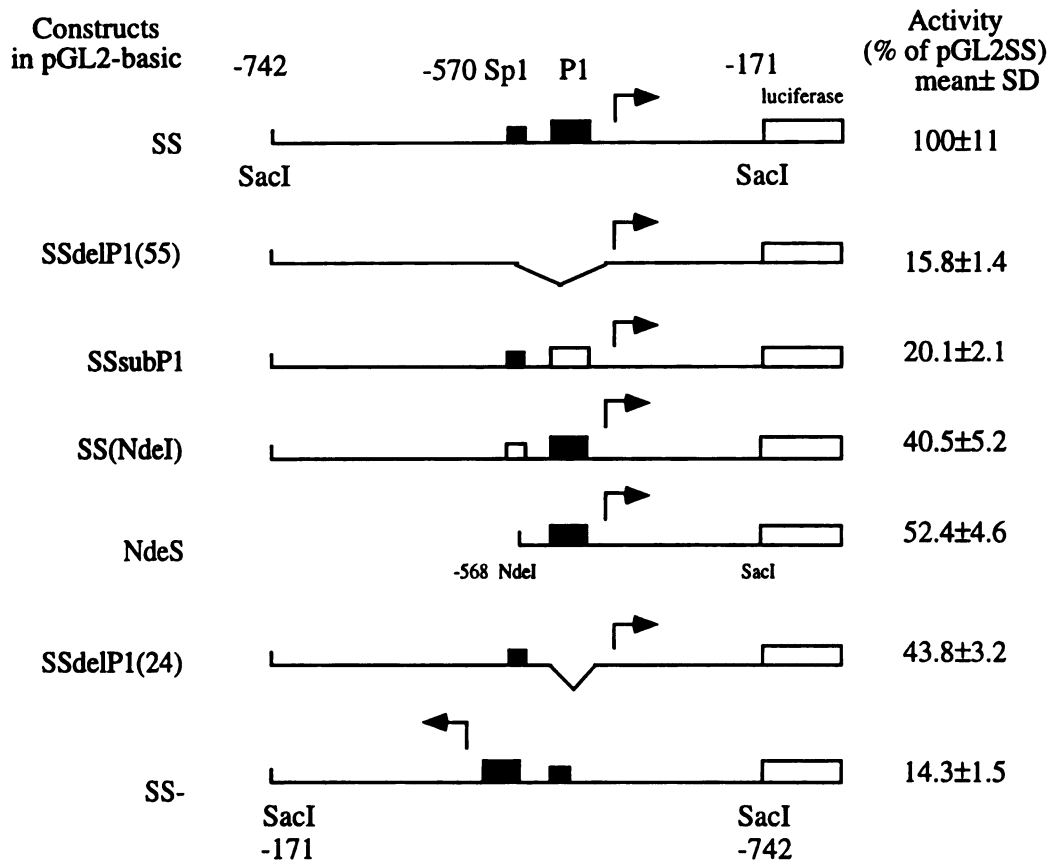 Constructs
in pGL2-basic
Activity
(% of pGL2SS)
mean± SD
-742
-570 Sp1
P1
-171
luciferase
SS
100±11
SacI
SacI
SSdelP1(55)
15.8±1.4
SSsubP1
20.1±2.1
SS(NdeI)
40.5±5.2
NdeS
52.4±4.6
-568 NdeI
SacI
SSdelP1(24)
43.8±3.2
SS-
14.3±1.5
SacI
-171
SacI
-742